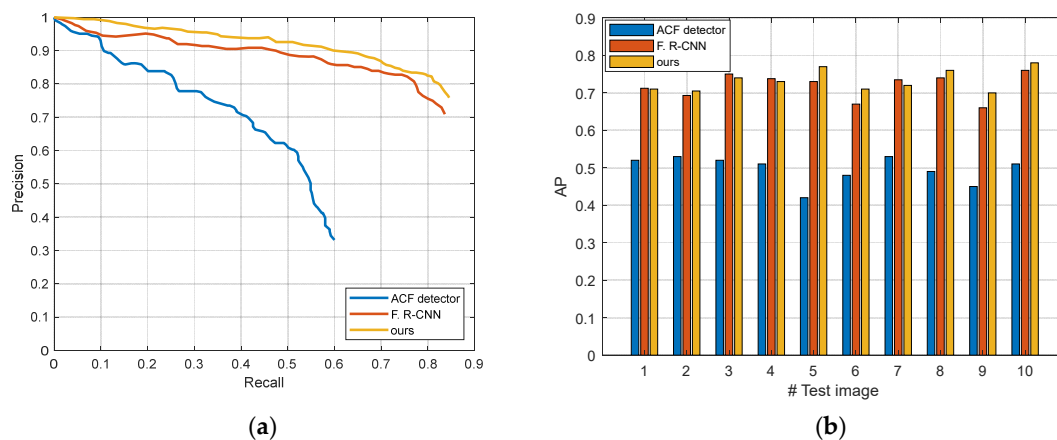 1
0.9
0.8
0.7
0.6
0.5
0.4
0.3
0.2
0.1
0
Precision
0 0.1 0.2 0.3 0.4 0.5 0.6 0.7 0.8 0.9
Recall
ACF detector
F. R-CNN
ours
(a)
0.9
0.8
0.7
0.6
0.5
0.4
0.3
0.2
0.1
0
AP
ACF detector
F. R-CNN
ours
1 2 3 4 5 6 7 8 9 10
# Test image
(b)